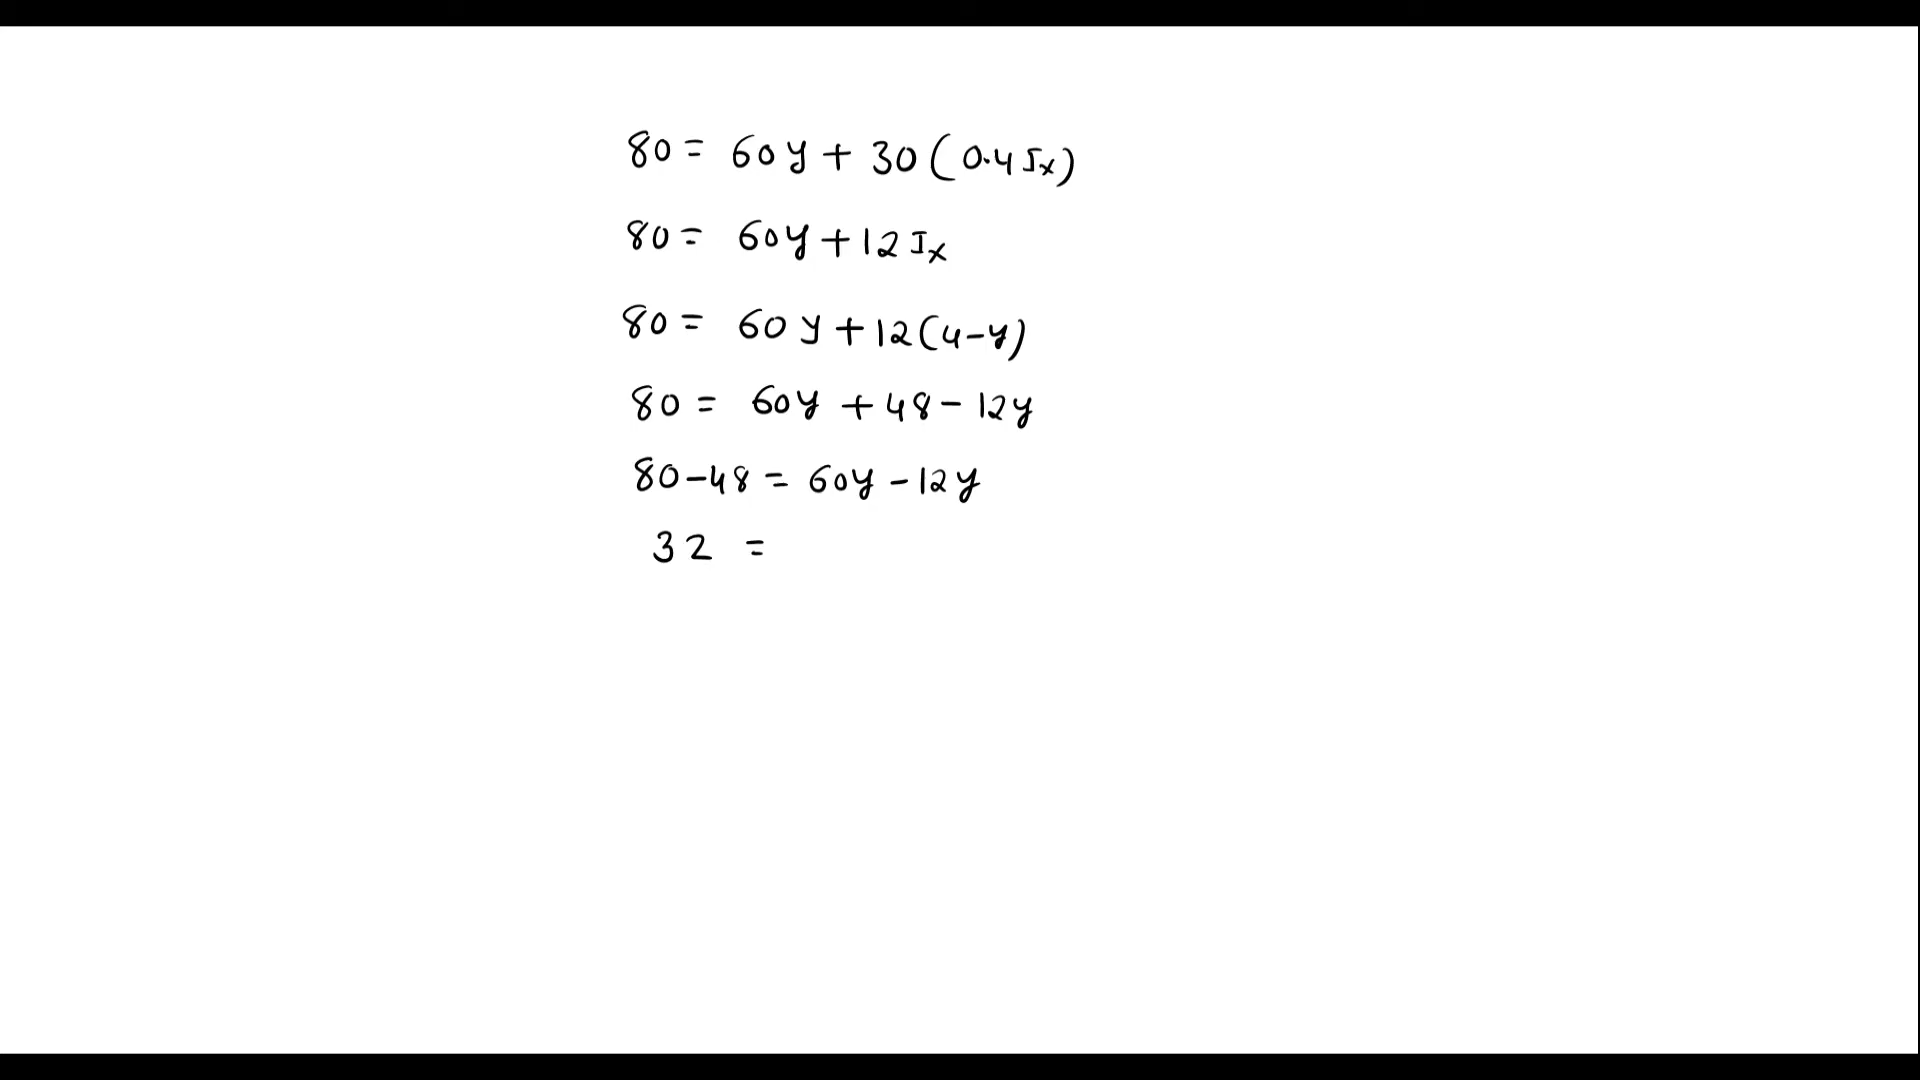 80 = 60y + 30(0.4Ix)
80 = 60y + 12Ix
80 = 60y + 12(4-y)
80 = 60y + 48 - 12y
80-48 = 60y - 12y
32 =